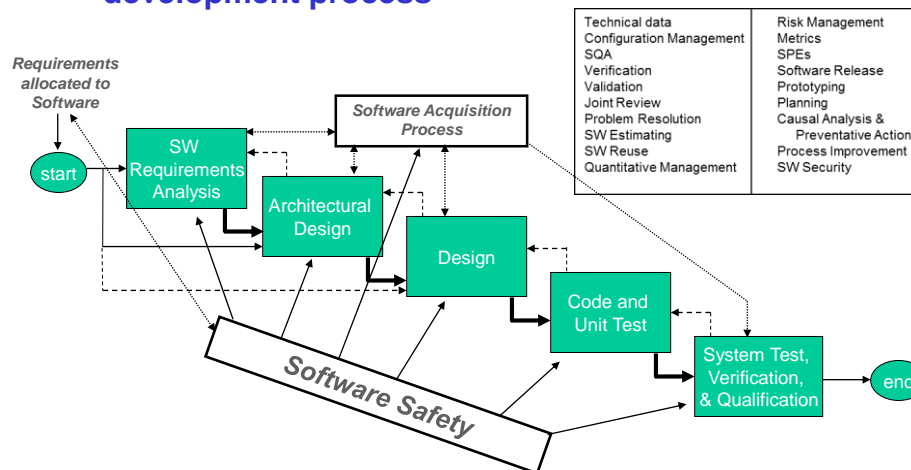 development process
Technical data
Configuration Management
SQA
Verification
Validation
Joint Review
Problem Resolution
SW Estimating
SW Reuse
Quantitative Management
Risk Management
Metrics
SPEs
Software Release
Prototyping
Planning
Causal Analysis &
Preventative Action
Process Improvement
SW Security
Requirements
allocated to
Software
Software Acquisition
Process
start
SW
Requirements
Analysis
Architectural
Design
Design
Code and
Unit Test
System Test,
Verification,
& Qualification
end
Software Safety